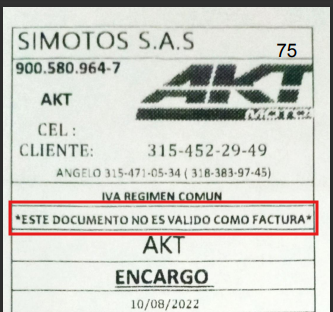 SIMOTOS S.A.S
75
900.580.964-7
AKT
MOTOS
AKT
CEL :
CLIENTE: 315-452-29-49
ANGELO 315-471-05-34 ( 318-383-97-45)
IVA REGIMEN COMUN
*ESTE DOCUMENTO NO ES VALIDO COMO FACTURA*
AKT
ENCARGO
10/08/2022